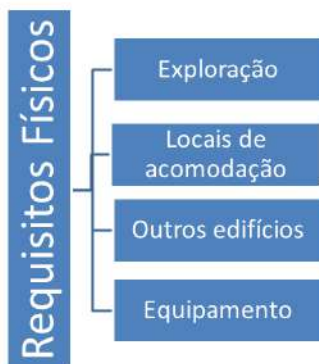 Requisitos Físicos
Exploração
Locais de
acomodação
Outros edifícios
Equipamento